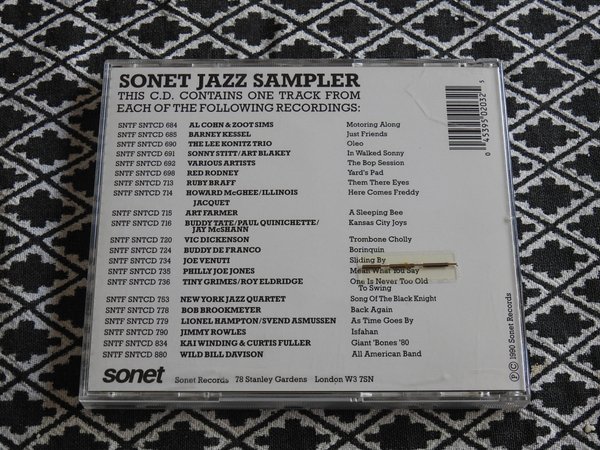 SONET JAZZ SAMPLER
THIS C.D. CONTAINS ONE TRACK FROM
EACH OF THE FOLLOWING RECORDINGS:
SNTF SNTCD 684 AL COHN & ZOOT SIMS Motoring Along
SNTF SNTCD 685 BARNEY KESSEL Just Friends
SNTF SNTCD 690 THE LEE KONITZ TRIO Oleo
SNTF SNTCD 691 SONNY STITT/ART BLAKEY In Walked Sonny
SNTF SNTCD 692 VARIOUS ARTISTS The Bop Session
SNTF SNTCD 698 RED RODNEY Yard's Pad
SNTF SNTCD 713 RUBY BRAFF Them There Eyes
SNTF SNTCD 714 HOWARD McGHEE/ILLINOIS Here Comes Freddy
JACQUET
SNTF SNTCD 715 ART FARMER A Sleeping Bee
SNTF SNTCD 716 BUDDY TATE/PAUL QUINICHETTE/ Kansas City Joys
JAY McSHANN
SNTF SNTCD 720 VIC DICKENSON Trombone Cholly
SNTF SNTCD 724 BUDDY DE FRANCO Borinquin
SNTF SNTCD 734 JOE VENUTI Sliding By
SNTF SNTCD 735 PHILLY JOE JONES Mean What You Say
SNTF SNTCD 736 TINY GRIMES/ROY ELDRIDGE One Is Never Too Old
To Swing
SNTF SNTCD 753 NEW YORK JAZZ QUARTET Song Of The Black Knight
SNTF SNTCD 778 BOB BROOKMEYER Back Again
SNTF SNTCD 779 LIONEL HAMPTON/SVEND ASMUSSEN As Time Goes By
SNTF SNTCD 790 JIMMY ROWLES Isfahan
SNTF SNTCD 834 KAI WINDING & CURTIS FULLER Giant 'Bones '80
SNTF SNTCD 880 WILD BILL DAVISON All American Band
sonet Sonet Records 78 Stanley Gardens London W3 7SN
0 45395 02032 5
Ⓟ © 1990 Sonet Records